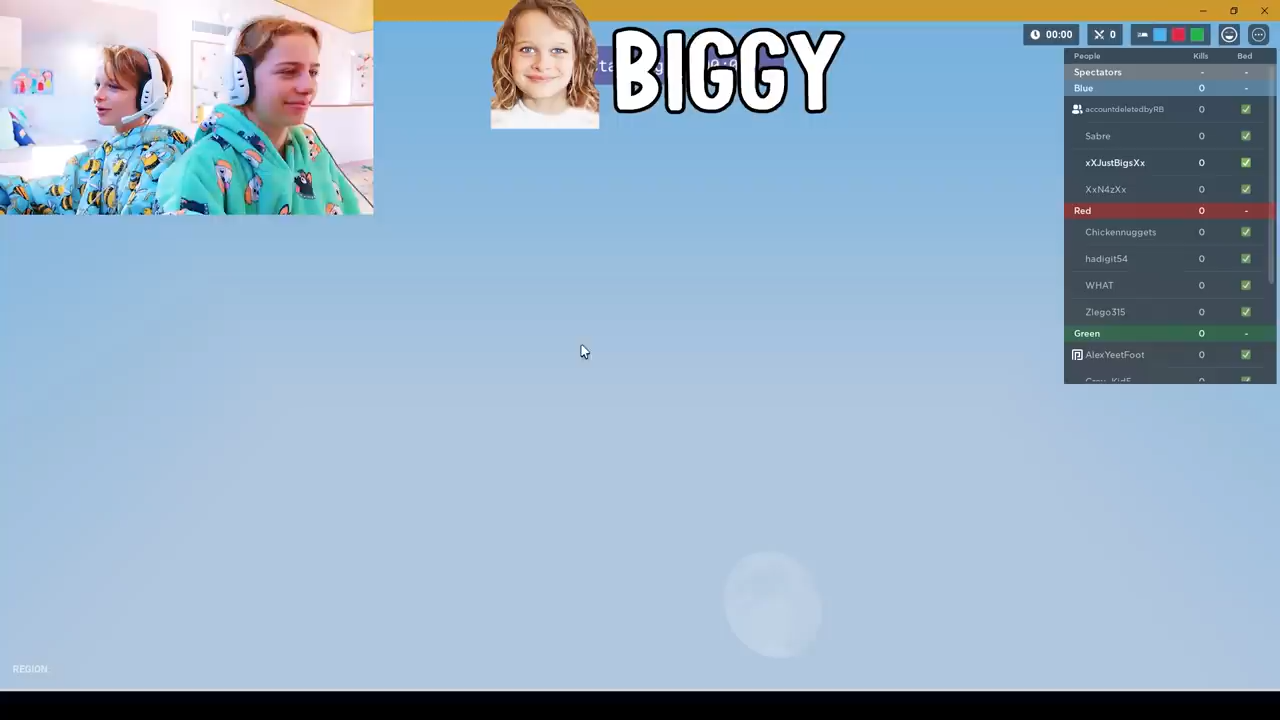 BIGGY
00:00
0
People Kills Bed
Spectators - -
Blue 0 -
accountdeletedbyRB 0
Sabre 0
xXJustBigsXx 0
XxN4zXx 0
Red 0 -
Chickennuggets 0
hadigit54 0
WHAT 0
Zlego315 0
Green 0 -
AlexYeetFoot 0
REGION